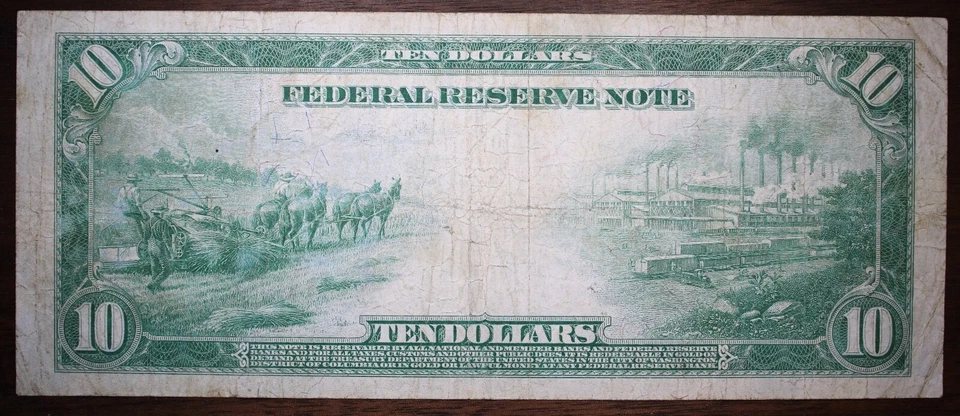 10 TEN DOLLARS 10
FEDERAL RESERVE NOTE
10 TEN DOLLARS 10
THIS NOTE IS RECEIVABLE BY ALL NATIONAL AND MEMBER BANKS AND FEDERAL RESERVE
BANKS AND FOR ALL TAXES, CUSTOMS AND OTHER PUBLIC DUES. IT IS REDEEMABLE IN GOLD ON
DEMAND AT THE TREASURY DEPARTMENT OF THE UNITED STATES IN THE CITY OF WASHINGTON,
DISTRICT OF COLUMBIA OR IN GOLD OR LAWFUL MONEY AT ANY FEDERAL RESERVE BANK.